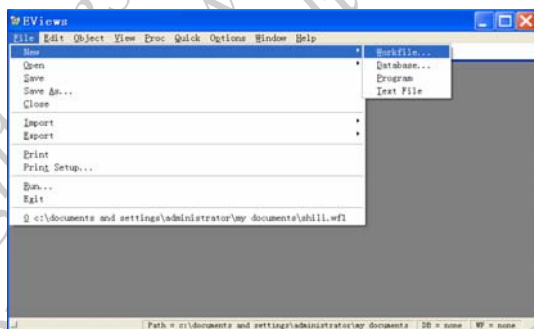 EViews
File Edit Object View Proc Quick Options Window Help
New
Open
Save
Save As...
Close
Import
Export
Print
Print Setup...
Run...
Exit
0 c:\documents and settings\administrator\my documents\shili.wf1
Workfile...
Database...
Program
Text File
Path = c:\documents and settings\administrator\my documents DB = none WF = none